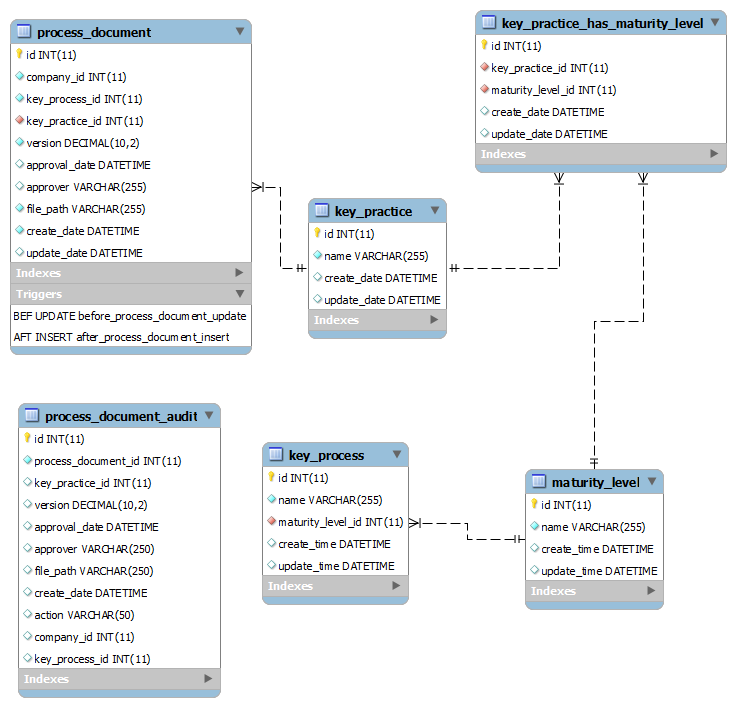 process_document
id INT(11)
company_id INT(11)
key_process_id INT(11)
key_practice_id INT(11)
version DECIMAL(10,2)
approval_date DATETIME
approver VARCHAR(255)
file_path VARCHAR(255)
create_date DATETIME
update_date DATETIME
Indexes
Triggers
BEF UPDATE before_process_document_update
AFT INSERT after_process_document_insert
key_practice_has_maturity_level
id INT(11)
key_practice_id INT(11)
maturity_level_id INT(11)
create_date DATETIME
update_date DATETIME
Indexes
key_practice
id INT(11)
name VARCHAR(255)
create_date DATETIME
update_date DATETIME
Indexes
process_document_audit
id INT(11)
process_document_id INT(11)
key_practice_id INT(11)
version DECIMAL(10,2)
approval_date DATETIME
approver VARCHAR(250)
file_path VARCHAR(250)
create_date DATETIME
action VARCHAR(50)
company_id INT(11)
key_process_id INT(11)
Indexes
key_process
id INT(11)
name VARCHAR(255)
maturity_level_id INT(11)
create_time DATETIME
update_time DATETIME
Indexes
maturity_level
id INT(11)
name VARCHAR(255)
create_time DATETIME
update_time DATETIME
Indexes